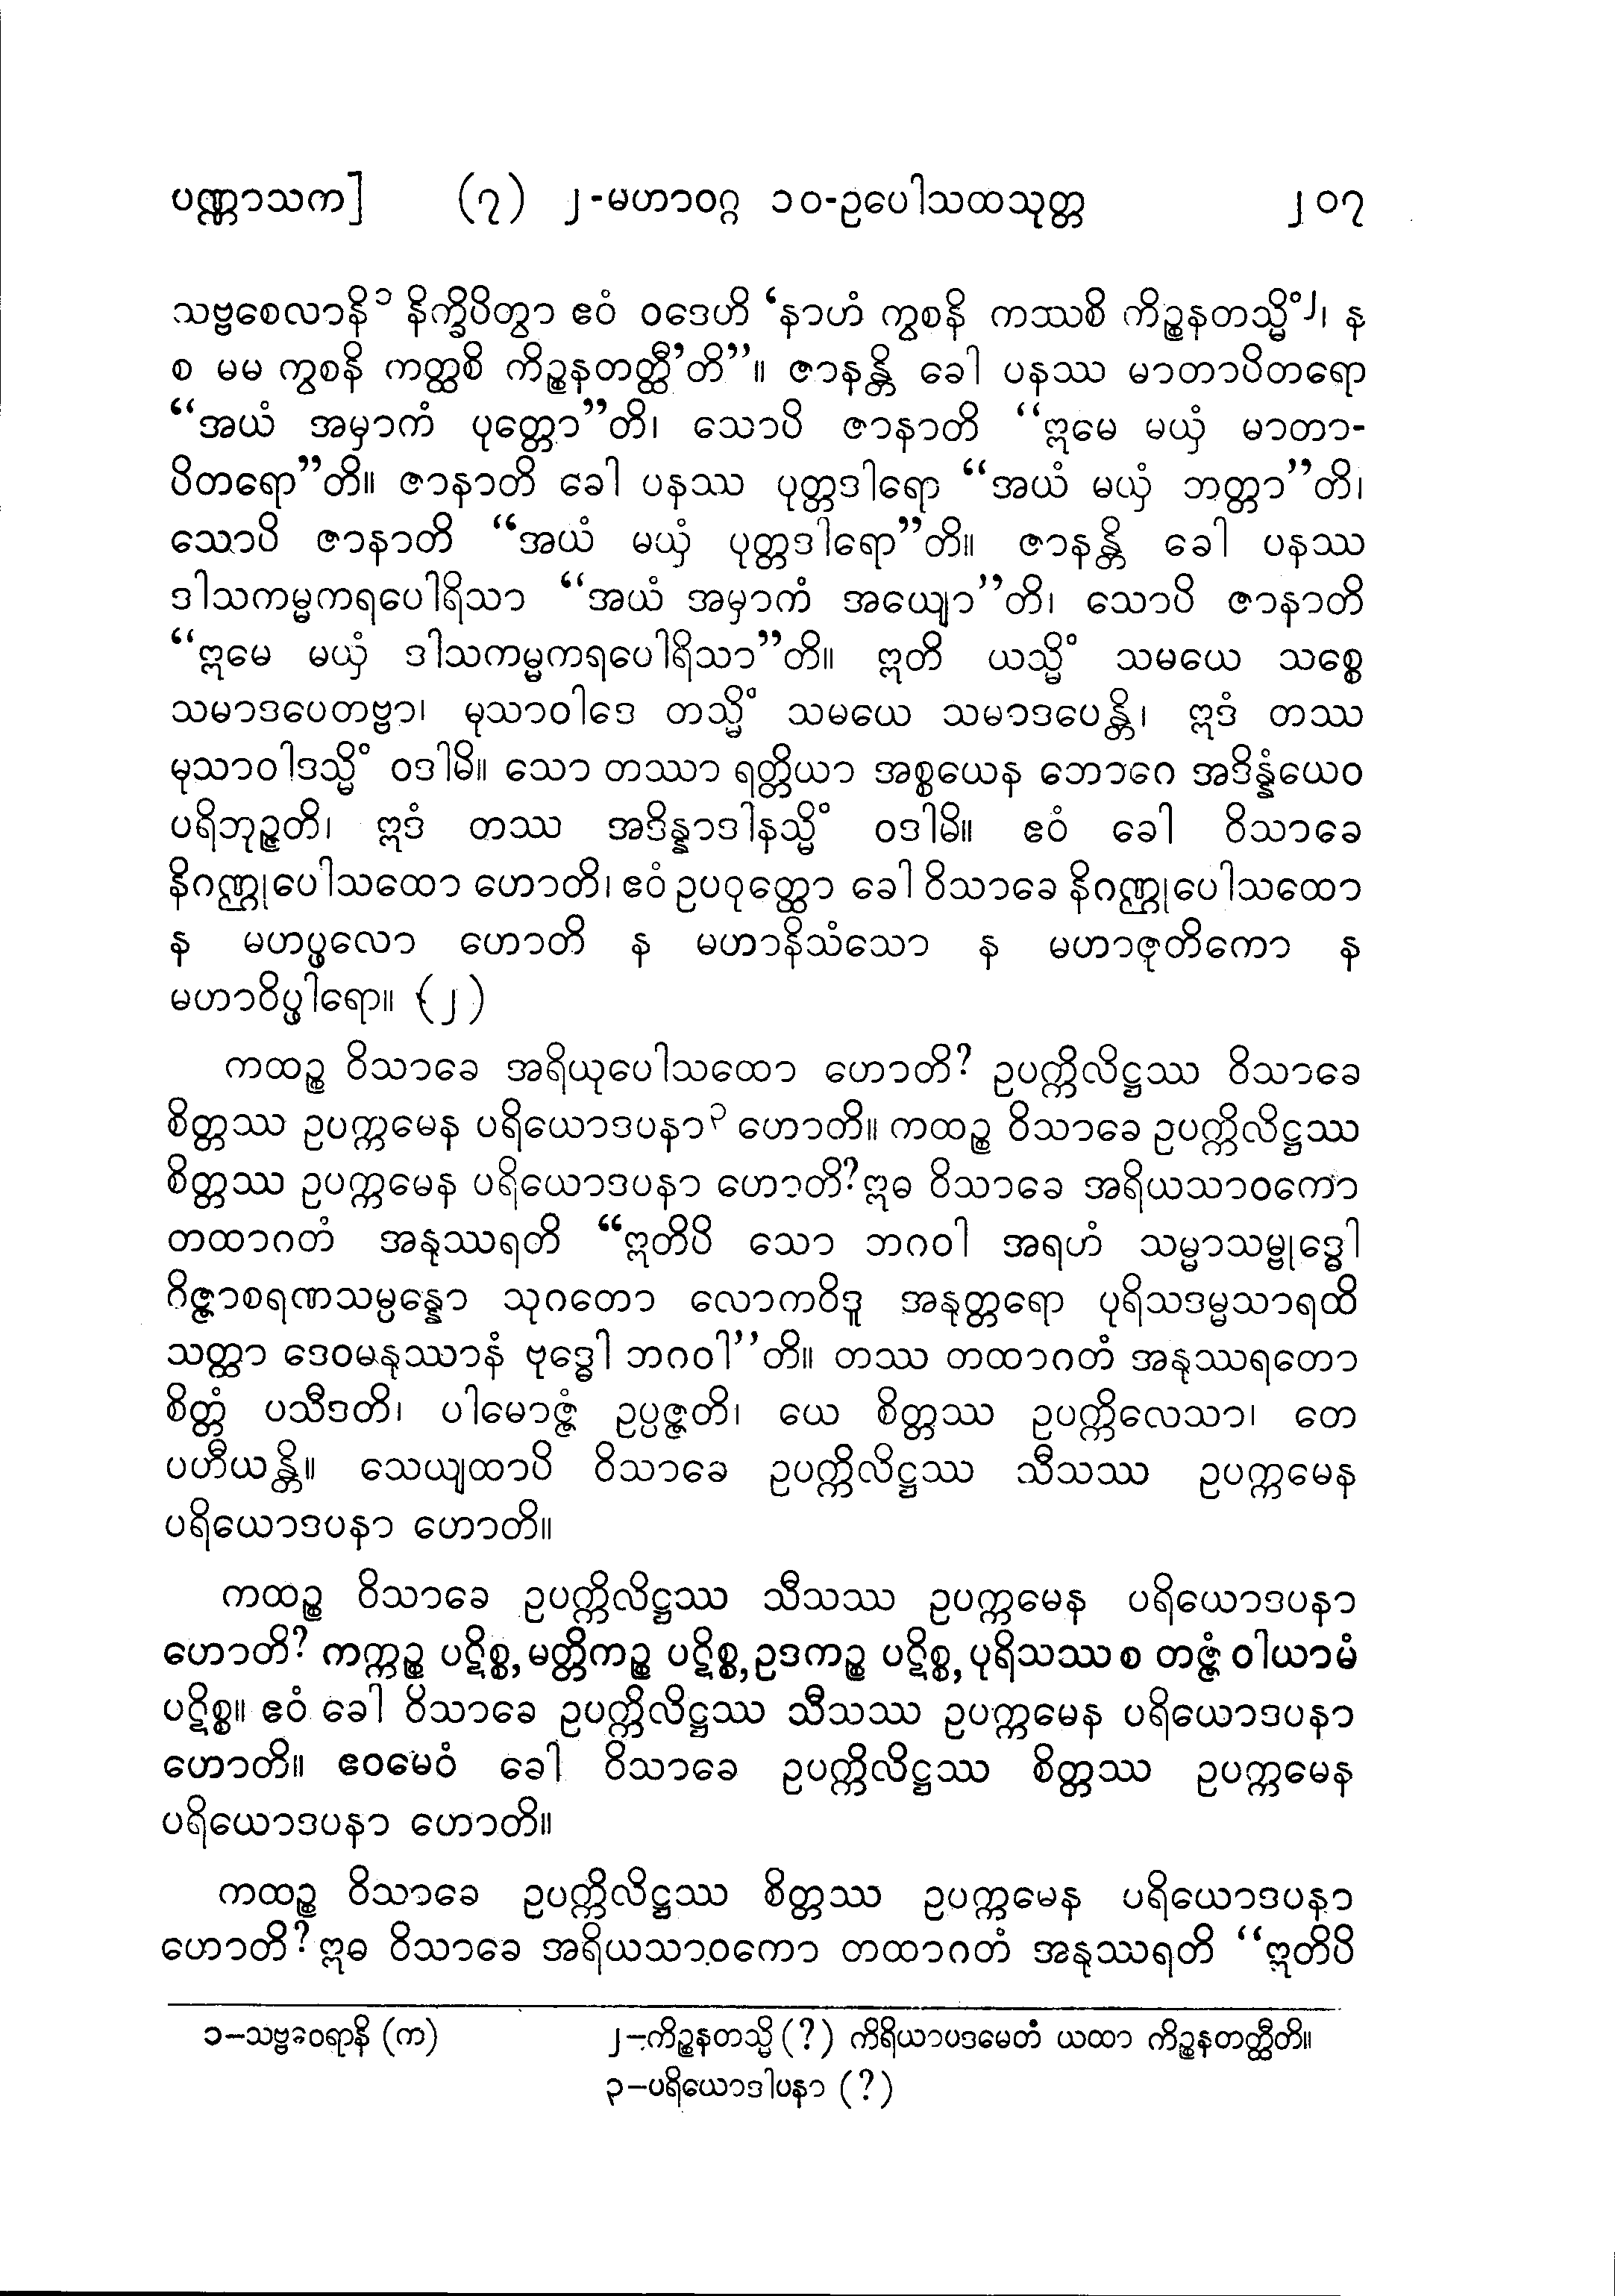 ပဏ္ဏာသက] (၇) ၂-မဟာဝဂ္ဂ ၁၀-ဥပေါသထသုတ္တ ၂၀၇
သဗ္ဗစေလာနိ၁ နိက္ခိပိတွာ ဧဝံ ဝဒေဟိ ‘နာဟံ ကွစနိ ကဿစိ ကိဉ္စနတသ္မိံ၂၊ န
စ မမ ကွစနိ ကတ္ထစိ ကိဉ္စနတတ္ထီ’တိ”။ ဇာနန္တိ ခေါ ပနဿ မာတာပိတရော
“အယံ အမှာကံ ပုတ္တော”တိ၊ သောပိ ဇာနာတိ “ဣမေ မယှံ မာတာ-
ပိတရော”တိ။ ဇာနာတိ ခေါ ပနဿ ပုတ္တဒါရော “အယံ မယှံ ဘတ္တာ”တိ၊
သောပိ ဇာနာတိ “အယံ မယှံ ပုတ္တဒါရော”တိ။ ဇာနန္တိ ခေါ ပနဿ
ဒါသကမ္မကရပေါရိသာ “အယံ အမှာကံ အယျော”တိ၊ သောပိ ဇာနာတိ
“ဣမေ မယှံ ဒါသကမ္မကရပေါရိသာ”တိ။ ဣတိ ယသ္မိံ သမယေ သစ္စေ
သမာဒပေတဗ္ဗာ၊ မုသာဝါဒေ တသ္မိံ သမယေ သမာဒပေန္တိ၊ ဣဒံ တဿ
မုသာဝါဒသ္မိံ ဝဒါမိ။ သော တဿာ ရတ္တိယာ အစ္စယေန ဘောဂေ အဒိန္နံယေဝ
ပရိဘုဉ္ဇတိ၊ ဣဒံ တဿ အဒိန္နာဒါနသ္မိံ ဝဒါမိ။ ဧဝံ ခေါ ဝိသာခေ
နိဂဏ္ဌုပေါသထော ဟောတိ၊ ဧဝံ ဥပဝုတ္ထော ခေါ ဝိသာခေ နိဂဏ္ဌုပေါသထော
န မဟပ္ဖလော ဟောတိ န မဟာနိသံသော န မဟာဇုတိကော န
မဟာဝိပ္ဖါရော။ (၂)
ကထဉ္စ ဝိသာခေ အရိယုပေါသထော ဟောတိ? ဥပက္ကိလိဋ္ဌဿ ဝိသာခေ
စိတ္တဿ ဥပက္ကမေန ပရိယောဒပနာ၃ ဟောတိ။ ကထဉ္စ ဝိသာခေ ဥပက္ကိလိဋ္ဌဿ
စိတ္တဿ ဥပက္ကမေန ပရိယောဒပနာ ဟောတိ?ဣဓ ဝိသာခေ အရိယသာဝကော
တထာဂတံ အနုဿရတိ “ဣတိပိ သော ဘဂဝါ အရဟံ သမ္မာသမ္ဗုဒ္ဓေါ
ဝိဇ္ဇာစရဏသမ္ပန္နော သုဂတော လောကဝိဒူ အနုတ္တရော ပုရိသဒမ္မသာရထိ
သတ္ထာ ဒေဝမနုဿာနံ ဗုဒ္ဓေါ ဘဂဝါ”တိ။ တဿ တထာဂတံ အနုဿရတော
စိတ္တံ ပသီဒတိ၊ ပါမောဇ္ဇံ ဥပ္ပဇ္ဇတိ၊ ယေ စိတ္တဿ ဥပက္ကိလေသာ၊ တေ
ပဟီယန္တိ။ သေယျထာပိ ဝိသာခေ ဥပက္ကိလိဋ္ဌဿ သီသဿ ဥပက္ကမေန
ပရိယောဒပနာ ဟောတိ။
ကထဉ္စ ဝိသာခေ ဥပက္ကိလိဋ္ဌဿ သီသဿ ဥပက္ကမေန ပရိယောဒပနာ
ဟောတိ? ကက္ကဉ္စ ပဋိစ္စ,မတ္တိကဉ္စ ပဋိစ္စ,ဥဒကဉ္စ ပဋိစ္စ,ပုရိသဿ စ တဇ္ဇံ ဝါယာမံ
ပဋိစ္စ။ ဧဝံ ခေါ ဝိသာခေ ဥပက္ကိလိဋ္ဌဿ သီသဿ ဥပက္ကမေန ပရိယောဒပနာ
ဟောတိ။ ဧဝမေဝံ ခေါ ဝိသာခေ ဥပက္ကိလိဋ္ဌဿ စိတ္တဿ ဥပက္ကမေန
ပရိယောဒပနာ ဟောတိ။
ကထဉ္စ ဝိသာခေ ဥပက္ကိလိဋ္ဌဿ စိတ္တဿ ဥပက္ကမေန ပရိယောဒပနာ
ဟောတိ?ဣဓ ဝိသာခေ အရိယသာဝကော တထာဂတံ အနုဿရတိ “ဣတိပိ
၁–သဗ္ဗဝေရာနိ (က) ၂–ကိဉ္စနတသ္မိ (?) ကိရိယာပဒမေတံ ယထာ ကိဉ္စနတတ္ထီတိ။
၃–ပရိယောဒါပနာ (?)